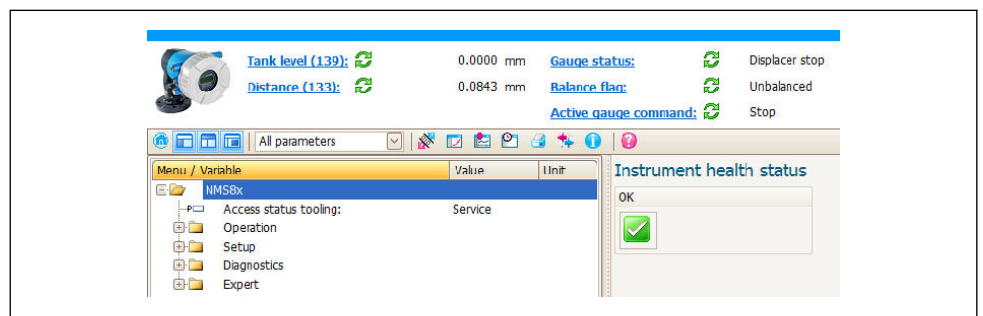 Tank level (139): 0.0000 mm Gauge status: Displacer stop
Distance (133): 0.0843 mm Balance flag: Unbalanced
Active gauge command: Stop
All parameters
Menu / Variable Value Unit
NMS8x
Access status tooling: Service
Operation
Setup
Diagnostics
Expert
Instrument health status
OK